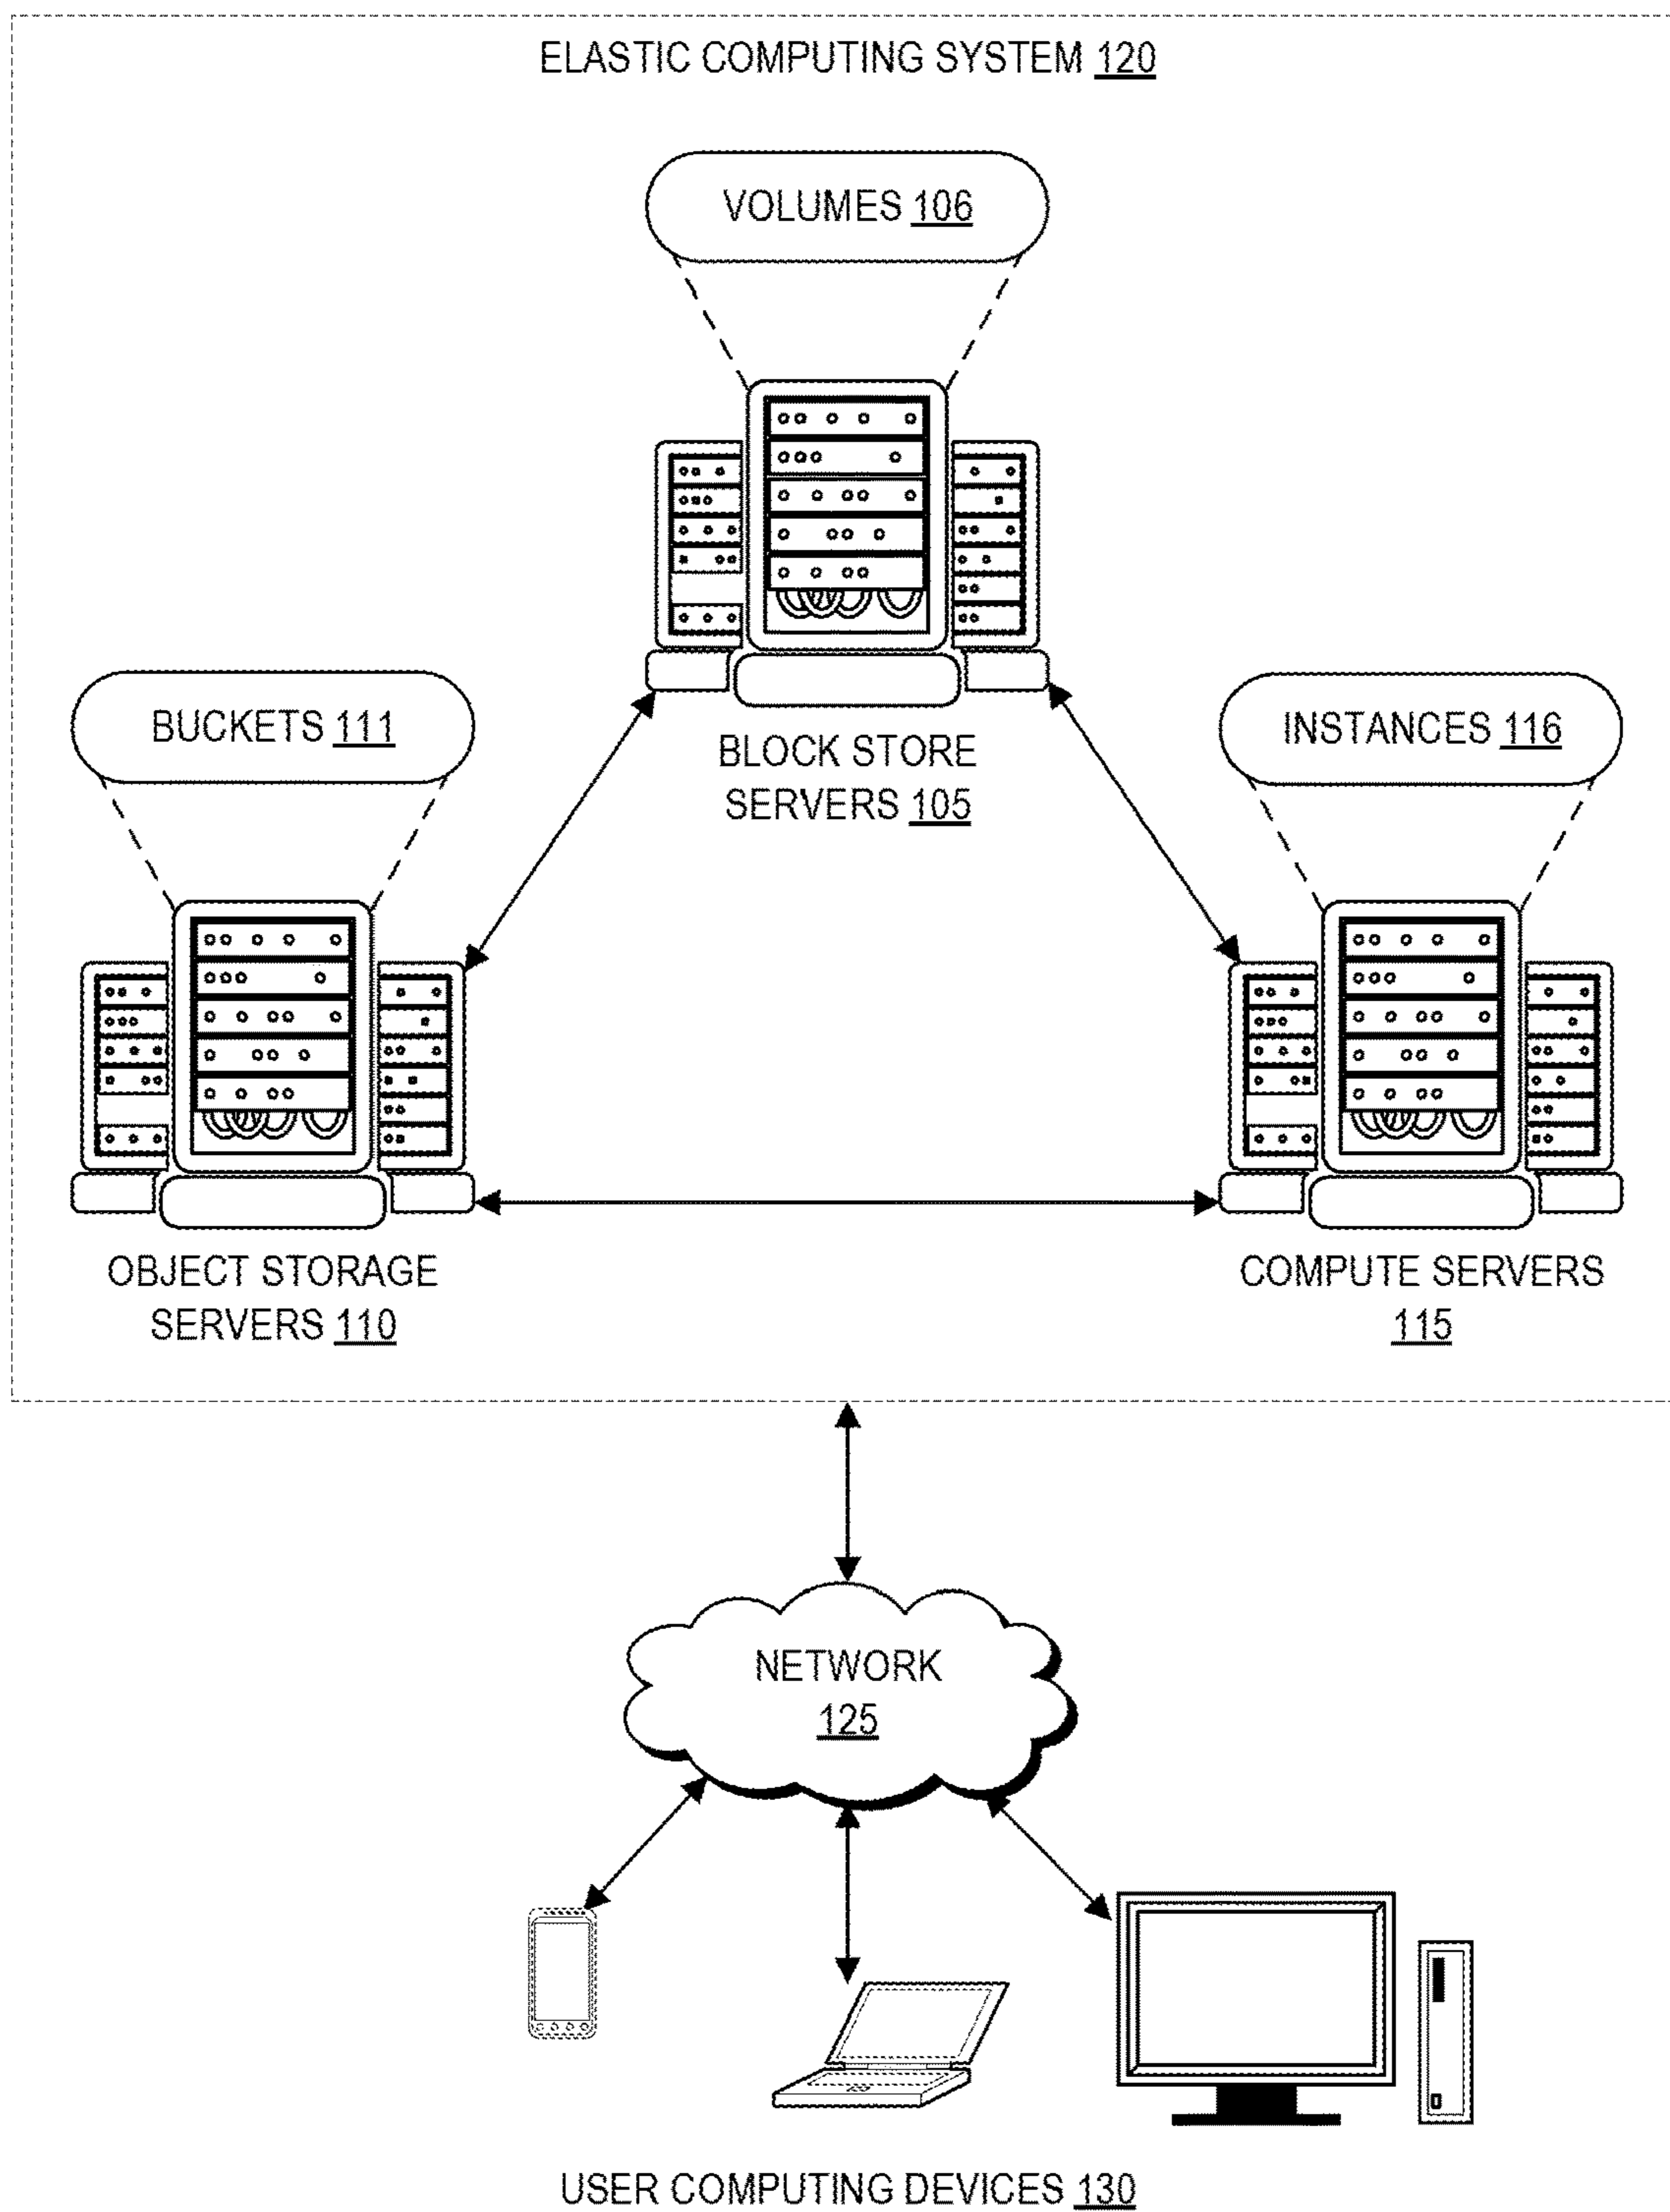 ELASTIC COMPUTING SYSTEM 120
VOLUMES 106
BUCKETS 111
BLOCK STORE
SERVERS 105
INSTANCES 116
OBJECT STORAGE
SERVERS 110
COMPUTE SERVERS
115
NETWORK
125
USER COMPUTING DEVICES 130